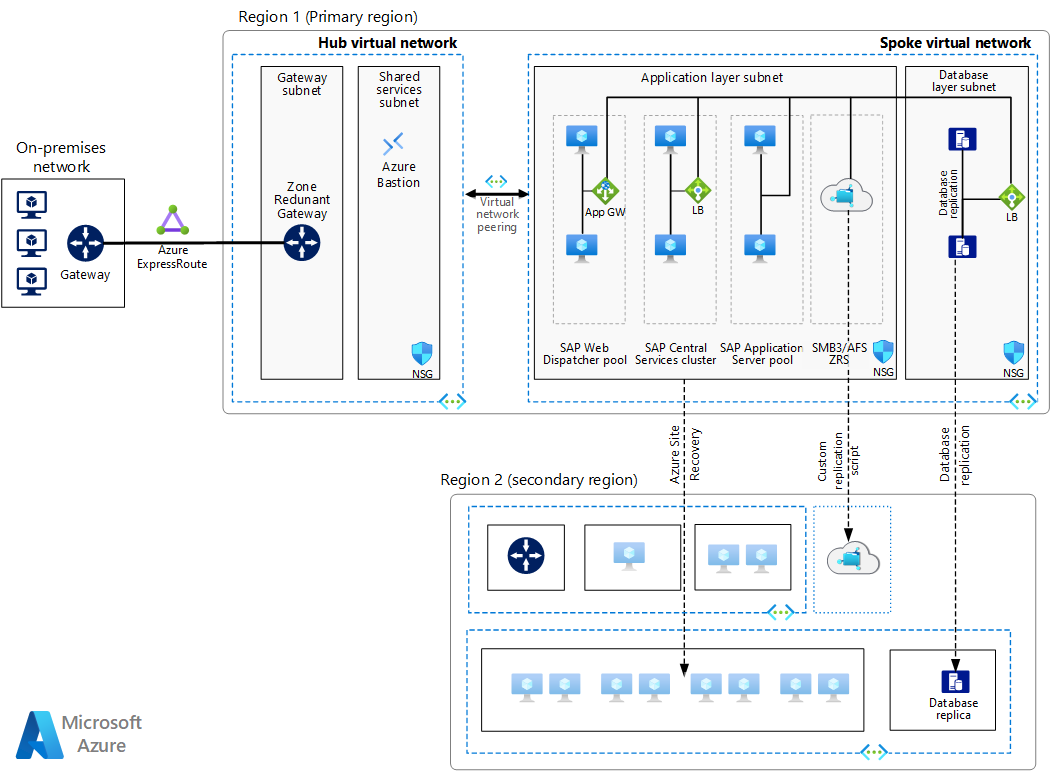 Region 1 (Primary region)
Hub virtual network
Spoke virtual network
Gateway
subnet
Shared
services
subnet
Application layer subnet
Database
layer subnet
On-premises
network
Azure
Bastion
Zone
Redunant
Gateway
Virtual
network
peering
App GW
LB
Database
replication
LB
Gateway
Azure
ExpressRoute
SAP Web
Dispatcher pool
SAP Central
Services cluster
SAP Application
Server pool
SMB3/AFS
ZRS
NSG
NSG
NSG
Azure Site
Recovery
Custom
replication
script
Database
replication
Region 2 (secondary region)
Database
replica
Microsoft
Azure